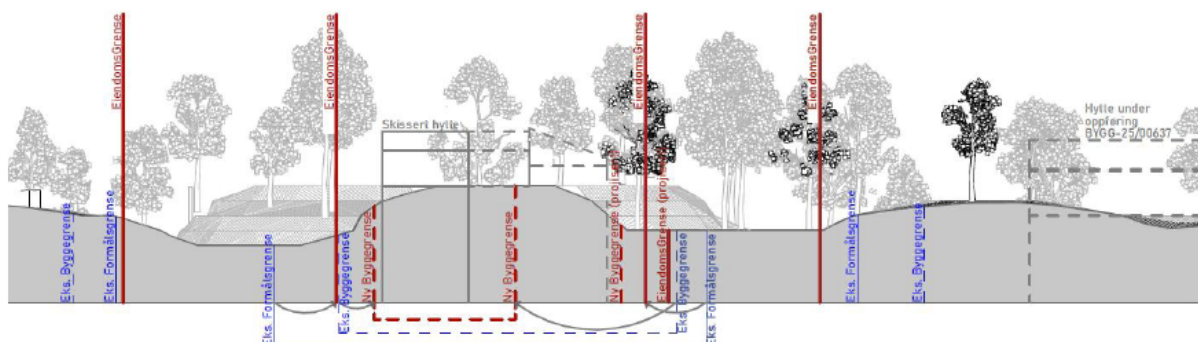 EiendomsGrense
EiendomsGrense
EiendomsGrense
EiendomsGrense
Skissert hytte
Hytte under
oppføring
BYGG-25/00637
Eks. Byggegrense
Eks. Formålsgrense
Eks. Formålsgrense
Eks. Byggegrense
Ny Byggegrense
Ny Byggegrense
Ny Byggegrense (projisert)
EiendomsGrense (projisert)
Eks. Byggegrense
Eks. Formålsgrense
Eks. Formålsgrense
Eks. Byggegrense